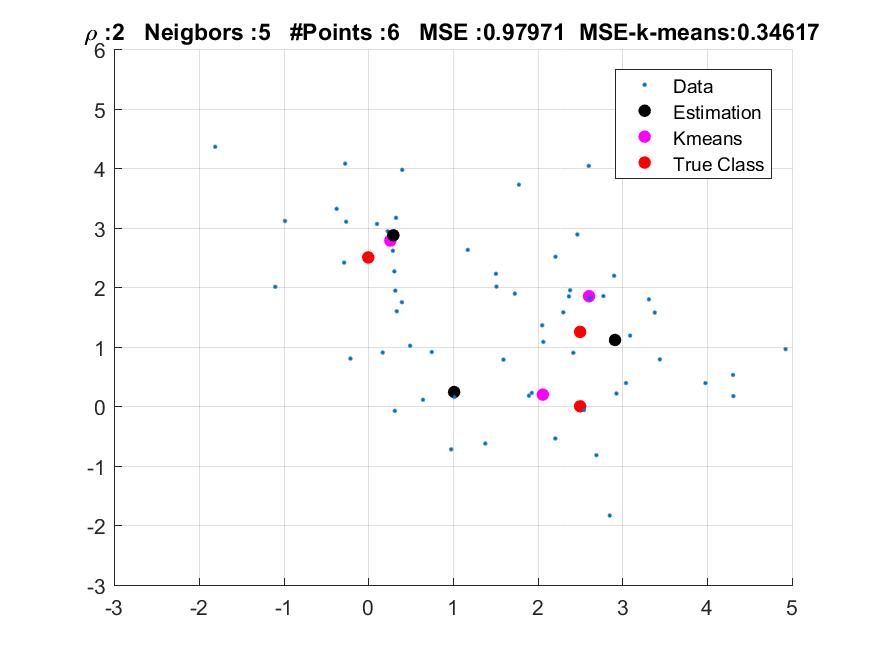 ρ :2 Neigbors :5 #Points :6 MSE :0.97971 MSE-k-means:0.34617
6
5
4
3
2
1
0
-1
-2
-3
-3 -2 -1 0 1 2 3 4 5
Data
Estimation
Kmeans
True Class